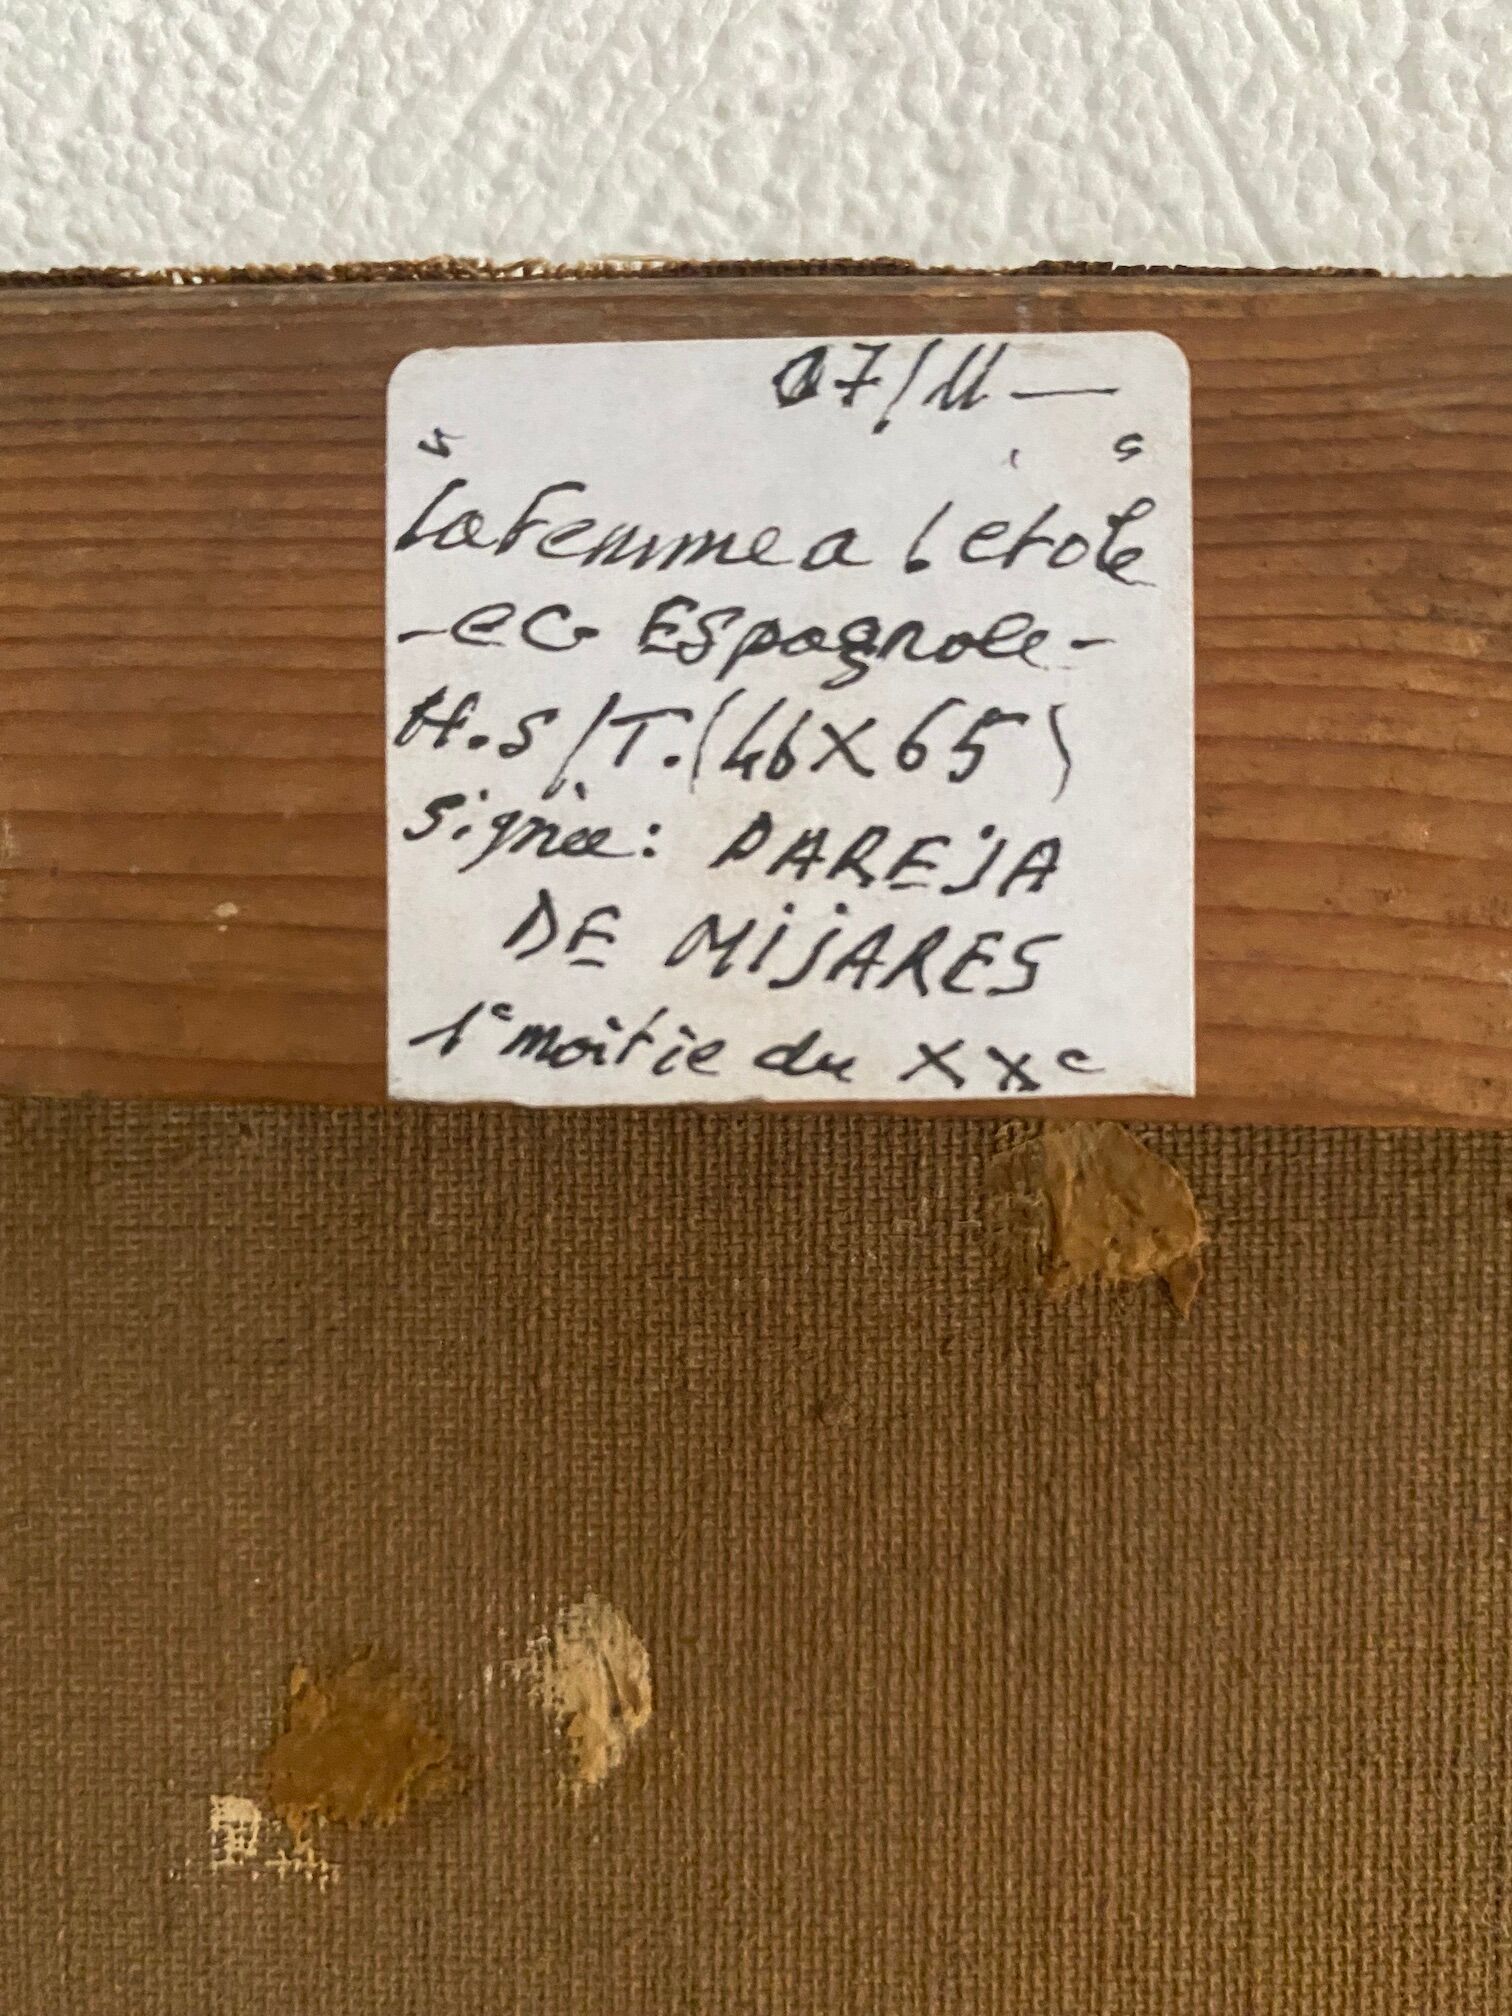 07/11 —
"                    "
La Femme a l'etole
- ec Espagnole -
H.s/T. (46X65)
signée: PAREJA
DE MIJARES
1e moitie du XXe